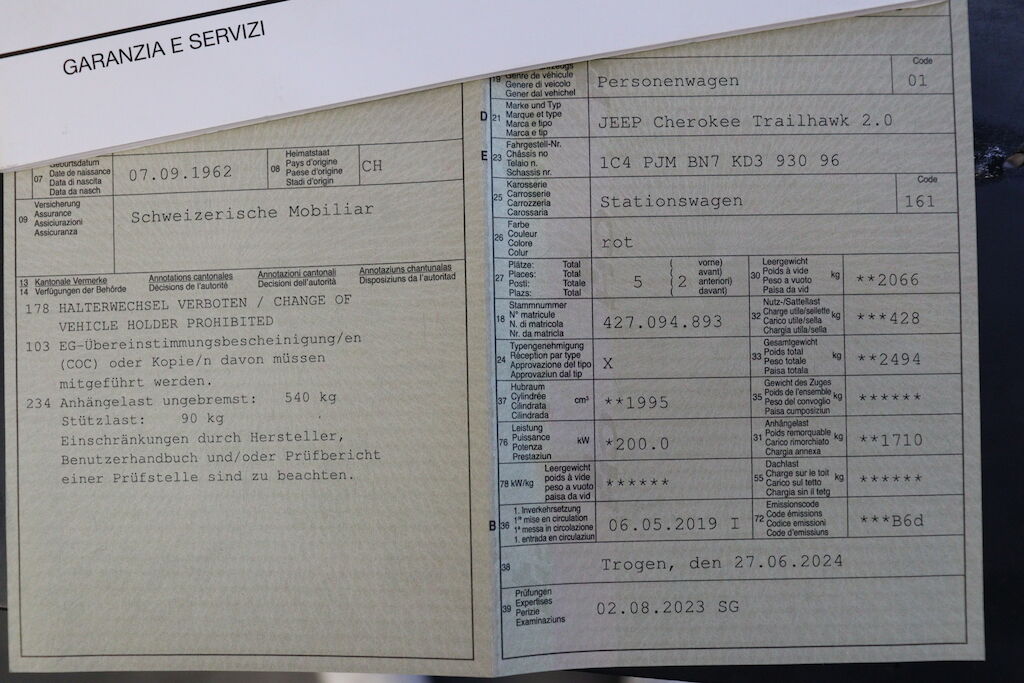 GARANZIA E SERVIZI
07
Geburtsdatum
Date de naissance
Data di nascita
Data da nasch
07.09.1962
08
Heimatstaat
Pays d'origine
Paese d'origine
Stadi d'origin
CH
09
Versicherung
Assurance
Assiciurazioni
Assicuranza
Schweizerische Mobiliar
13 Kantonale Vermerke
14 Verfügungen der Behörde
Annotations cantonales
Décisions de l'autorité
Annotazioni cantonali
Decisioni dell'autorità
Annotaziuns chantunalas
Disposiziuns da l'autoritad
178 HALTERWECHSEL VERBOTEN / CHANGE OF
VEHICLE HOLDER PROHIBITED
103 EG-Übereinstimmungsbescheinigung/en
(COC) oder Kopie/n davon müssen
mitgeführt werden.
234 Anhängelast ungebremst: 540 kg
Stützlast: 90 kg
Einschränkungen durch Hersteller,
Benutzerhandbuch und/oder Prüfbericht
einer Prüfstelle sind zu beachten.
19
Genre de véhicule
Genere di veicolo
Gener dal vehichel
Personenwagen
Code
01
D 21
Marke und Typ
Marque et type
Marca e tipo
Marca e tip
JEEP Cherokee Trailhawk 2.0
E 23
Fahrgestell-Nr.
Châssis no
Telaio n.
Schassis nr.
1C4 PJM BN7 KD3 930 96
25
Karosserie
Carrosserie
Carrozzeria
Carossaria
Stationswagen
Code
161
26
Farbe
Couleur
Colore
Colur
rot
27
Plätze: Total
Places: Total
Posti: Totale
Plazs: Total
5
( 2
vorne)
avant)
anteriori)
davant)
30
Leergewicht
Poids à vide
Peso a vuoto
Paisa da vid
kg
**2066
18
Stammnummer
N° matricule
N. di matricola
Nr. da matricla
427.094.893
32
Nutz-/Sattellast
Charge utile/sellette
Carico utile/sella
Chargia utila/sella
kg
***428
24
Typengenehmigung
Réception par type
Approvazione del tipo
Approvaziun dal tip
X
33
Gesamtgewicht
Poids total
Peso totale
Paisa totala
kg
**2494
37
Hubraum
Cylindrée
Cilindrata
Cilindrada
cm³
**1995
35
Gewicht des Zuges
Poids de l'ensemble
Peso del convoglio
Paisa cumposiziun
kg
******
76
Leistung
Puissance
Potenza
Prestaziun
kW
*200.0
31
Anhängelast
Poids remorquable
Carico rimorchiato
Chargia annexa
kg
**1710
78 kW/kg
Leergewicht
poids à vide
peso a vuoto
paisa da vid
******
55
Dachlast
Charge sur le toit
Carico sul tetto
Chargia sin il tetg
kg
******
B 36
1. Inverkehrsetzung
1re mise en circulation
1a messa in circolazione
1. entrada en circulaziun
06.05.2019 I
72
Emissionscode
Code émissions
Codice emissioni
Code d'emissiuns
***B6d
38
Trogen, den 27.06.2024
39
Prüfungen
Expertises
Perizie
Examinaziuns
02.08.2023 SG